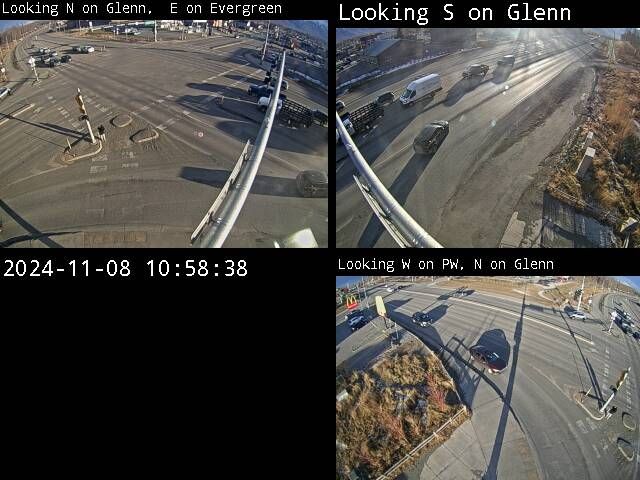 Looking N on Glenn,  E on Evergreen
Looking S on Glenn
2024-11-08 10:58:38
Looking W on PW, N on Glenn